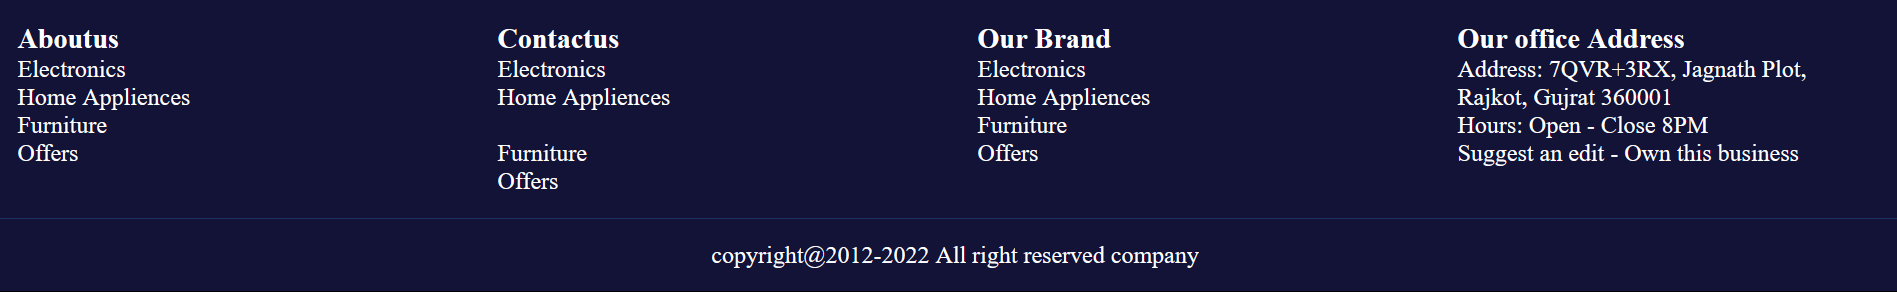 Aboutus
Electronics
Home Appliences
Furniture
Offers
Contactus
Electronics
Home Appliences
Furniture
Offers
Our Brand
Electronics
Home Appliences
Furniture
Offers
Our office Address
Address: 7QVR+3RX, Jagnath Plot,
Rajkot, Gujrat 360001
Hours: Open - Close 8PM
Suggest an edit - Own this business
copyright@2012-2022 All right reserved company